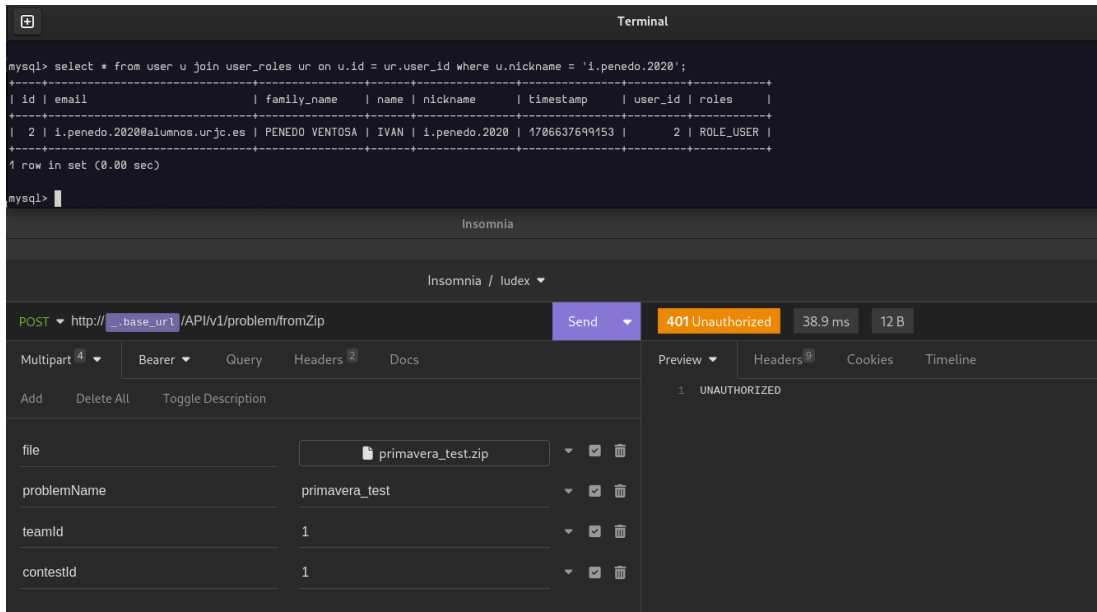 Terminal
mysql> select * from user u join user_roles ur on u.id = ur.user_id where u.nickname = 'i.penedo.2020';
+----+--------------------------------+----------------+------+---------------+---------------+---------+-----------+
| id | email | family_name | name | nickname | timestamp | user_id | roles |
+----+--------------------------------+----------------+------+---------------+---------------+---------+-----------+
| 2 | i.penedo.2020@alumnos.urjc.es | PENEDO VENTOSA | IVAN | i.penedo.2020 | 1706637699153 | 2 | ROLE_USER |
+----+--------------------------------+----------------+------+---------------+---------------+---------+-----------+
1 row in set (0.00 sec)
mysql>
Insomnia
Insomnia / Iudex
POST http:// _.base_url /API/v1/problem/fromZip Send 401 Unauthorized 38.9 ms 12 B
Multipart 4 Bearer Query Headers 2 Docs Preview Headers 9 Cookies Timeline
Add Delete All Toggle Description 1 UNAUTHORIZED
file primavera_test.zip
problemName primavera_test
teamId 1
contestId 1